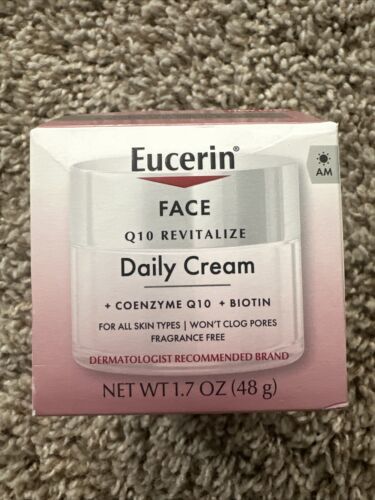 Eucerin®
AM
FACE
Q10 REVITALIZE
Daily Cream
+ COENZYME Q10 + BIOTIN
FOR ALL SKIN TYPES | WON'T CLOG PORES
FRAGRANCE FREE
DERMATOLOGIST RECOMMENDED BRAND
NET WT 1.7 OZ (48 g)